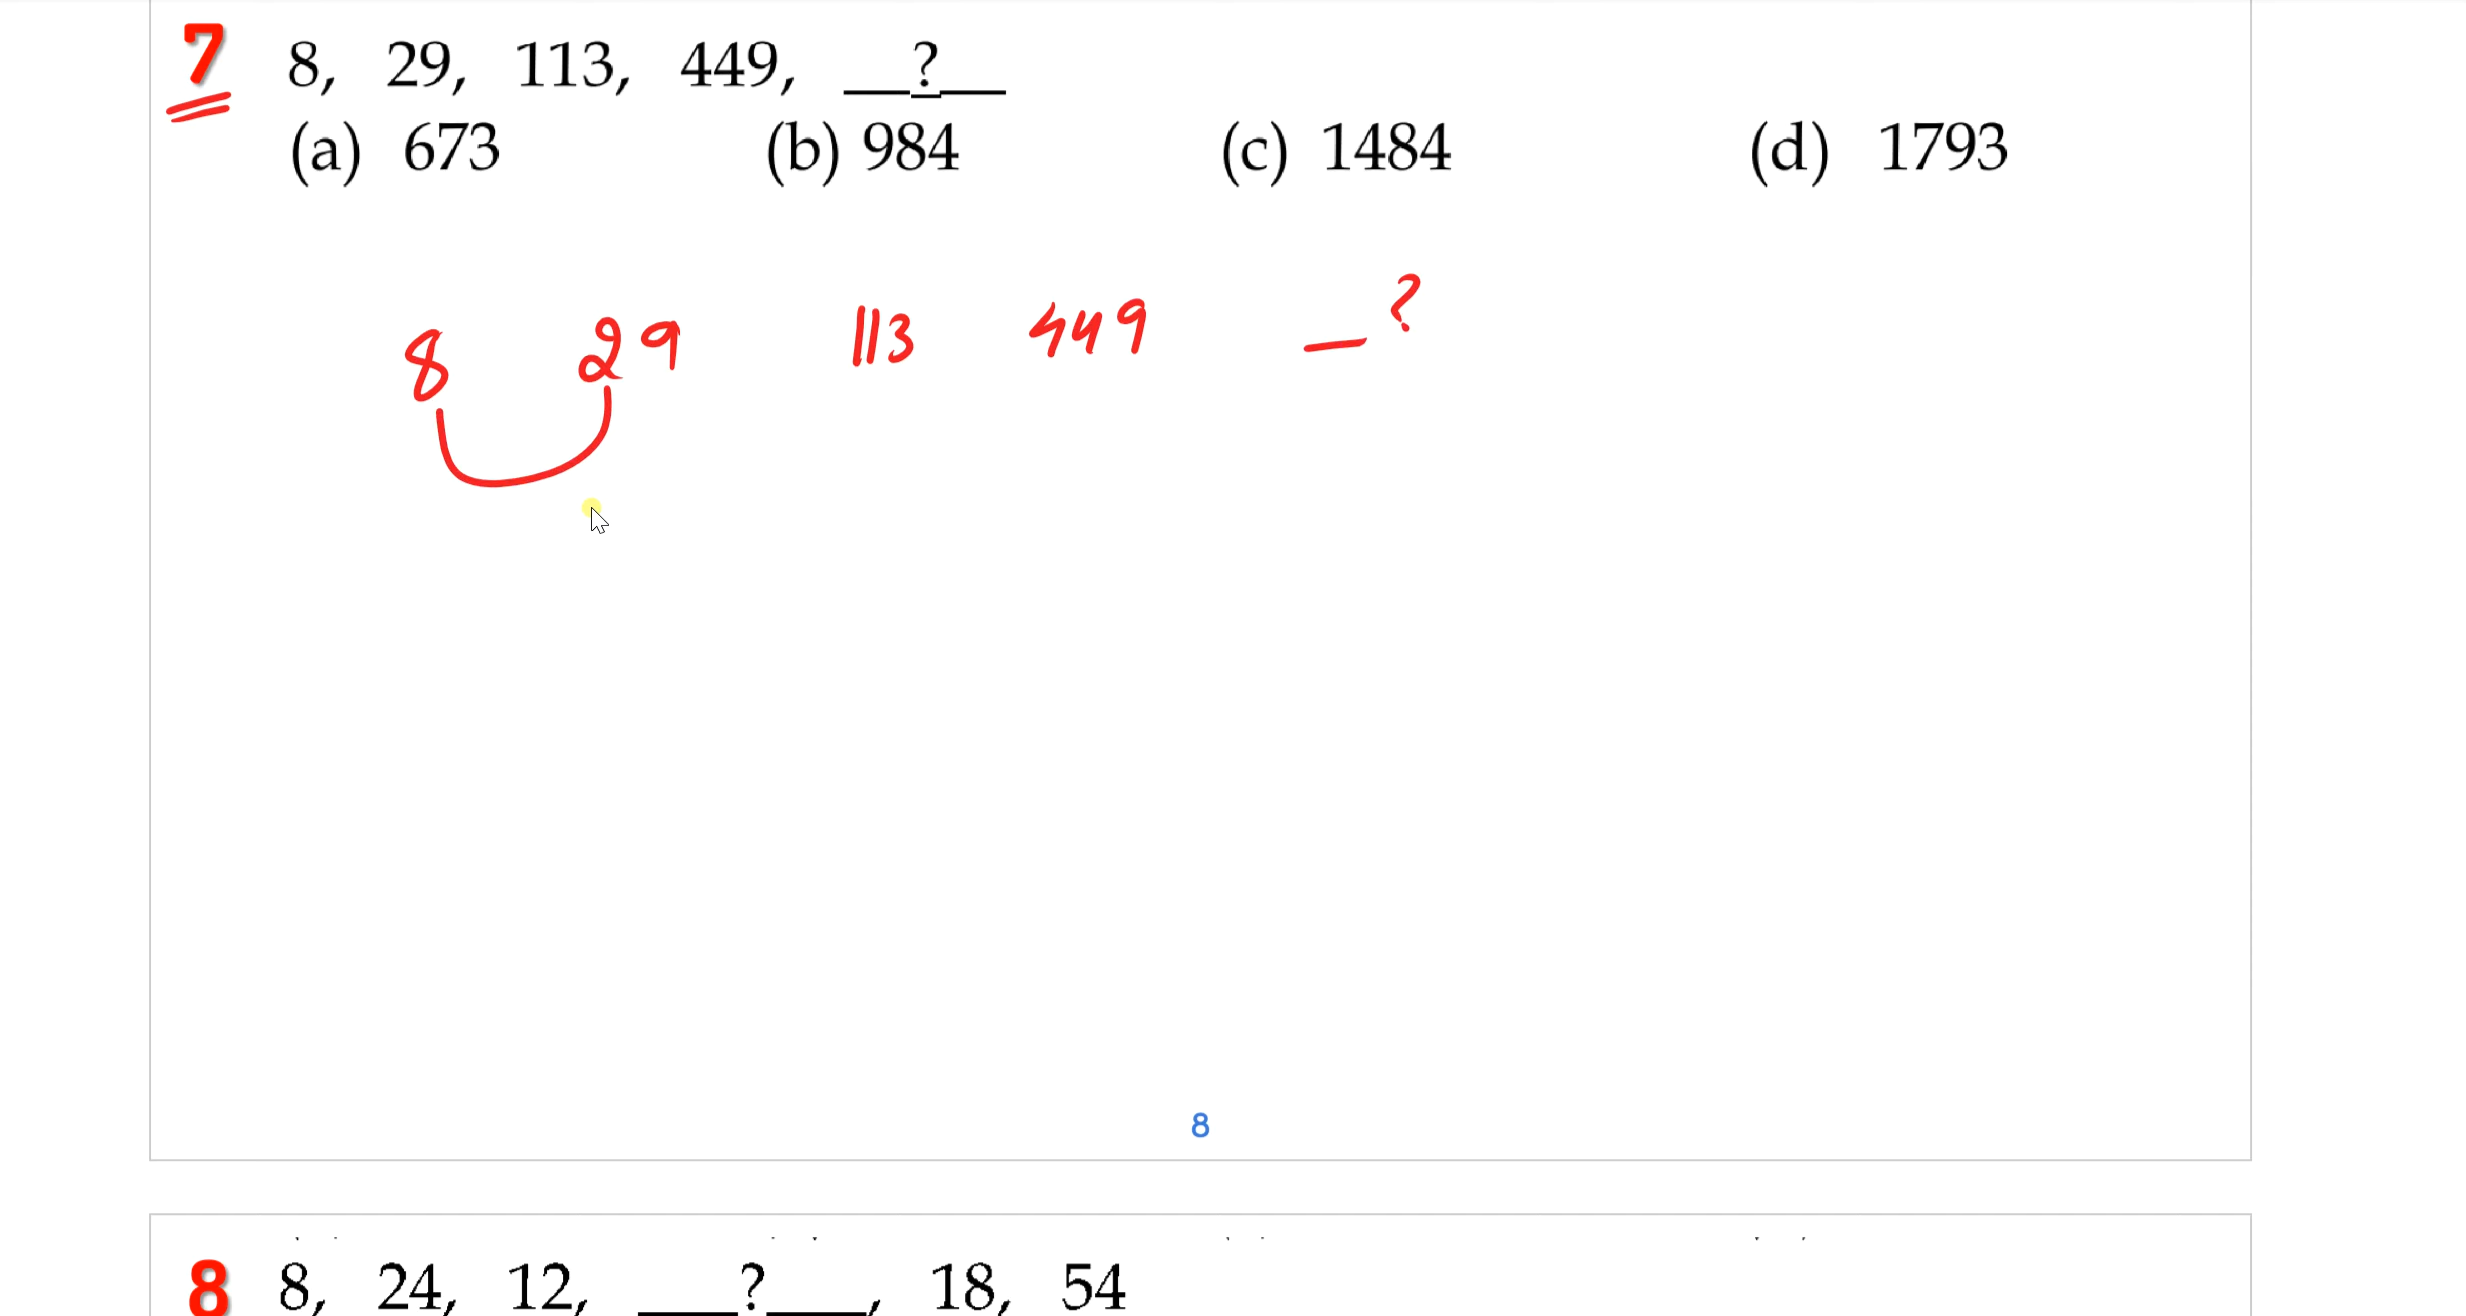 7 8, 29, 113, 449, __?__
(a) 673 (b) 984 (c) 1484 (d) 1793
8 29 113 449 _?
8
8 8, 24, 12, ___?___, 18, 54